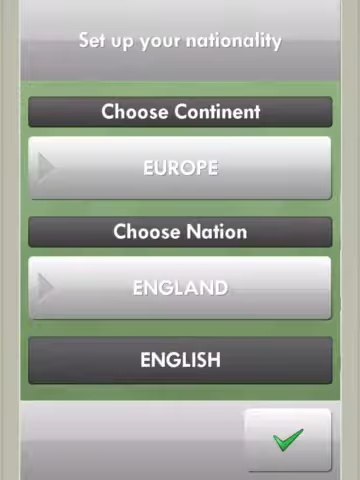 Set up your nationality
Choose Continent
EUROPE
Choose Nation
ENGLAND
ENGLISH